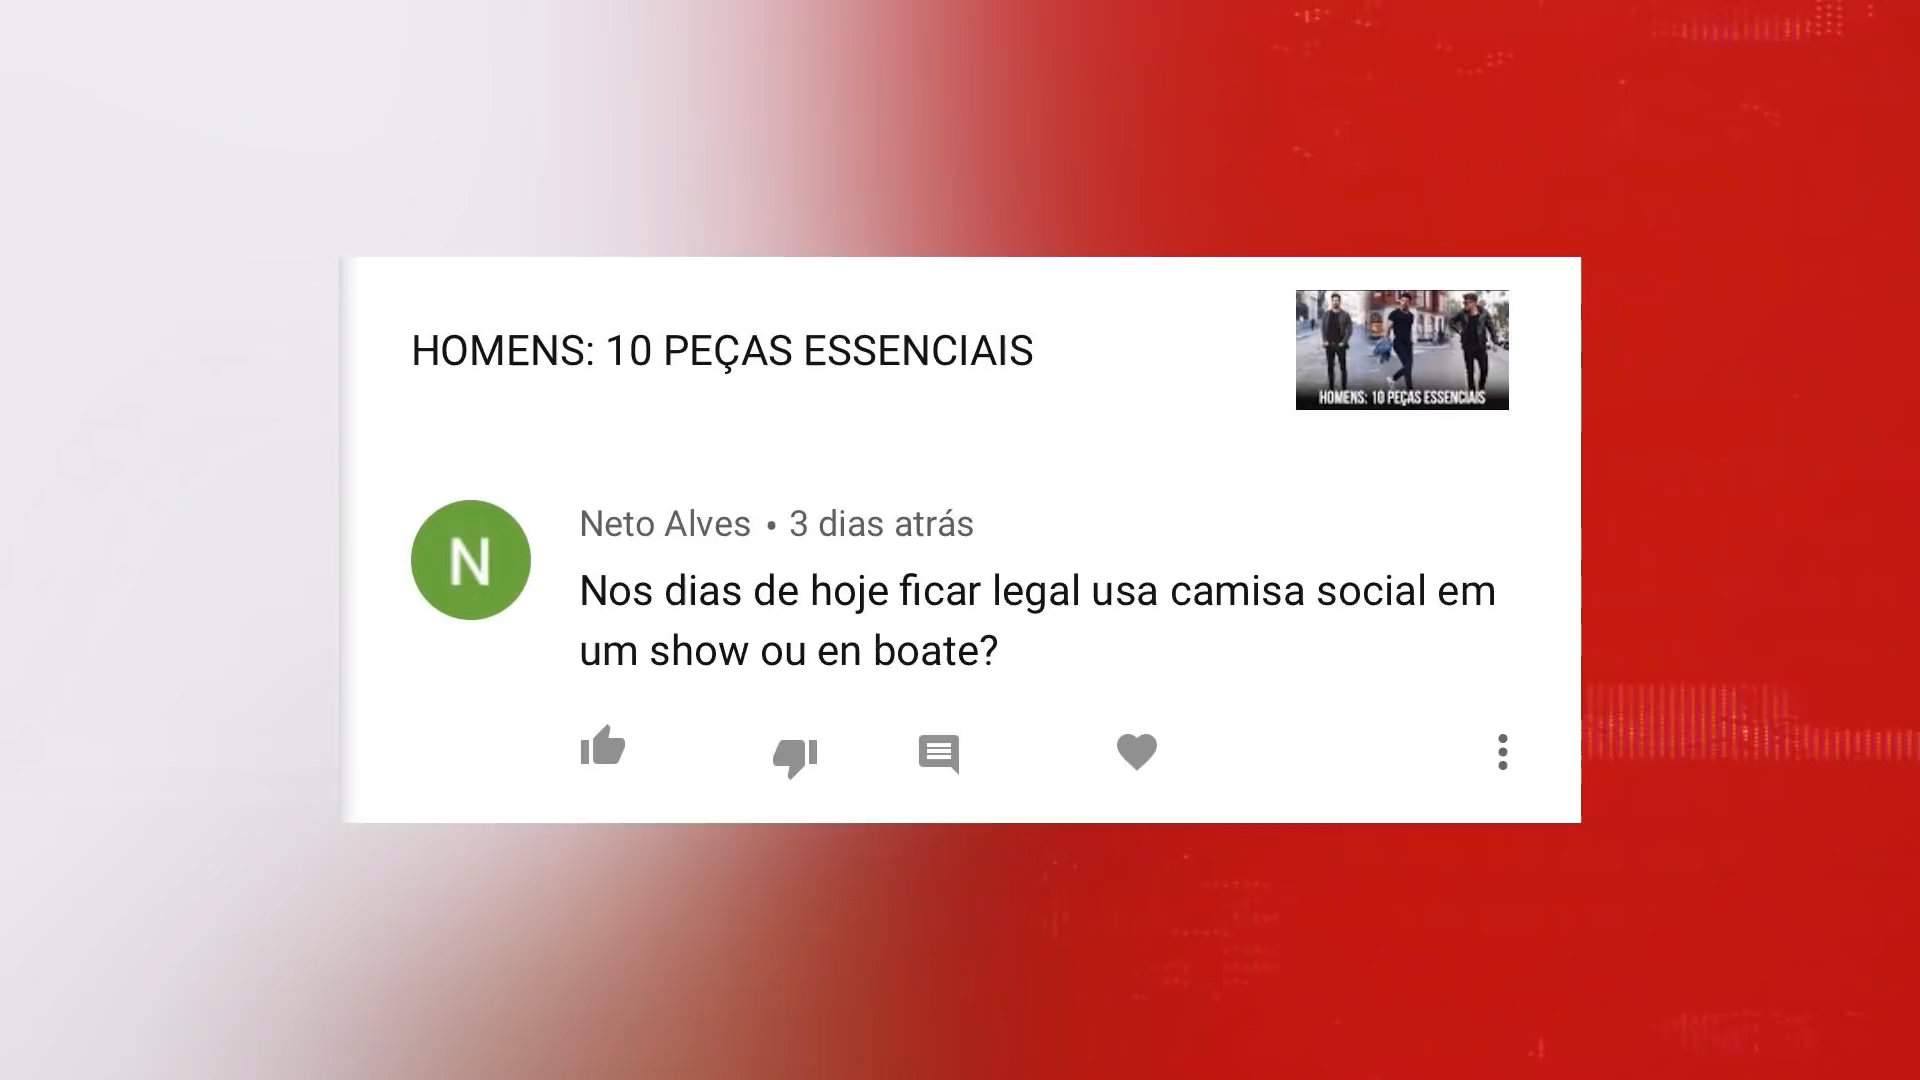 HOMENS: 10 PEÇAS ESSENCIAIS
HOMENS: 10 PEÇAS ESSENCIAIS
N
Neto Alves • 3 dias atrás
Nos dias de hoje ficar legal usa camisa social em
um show ou en boate?